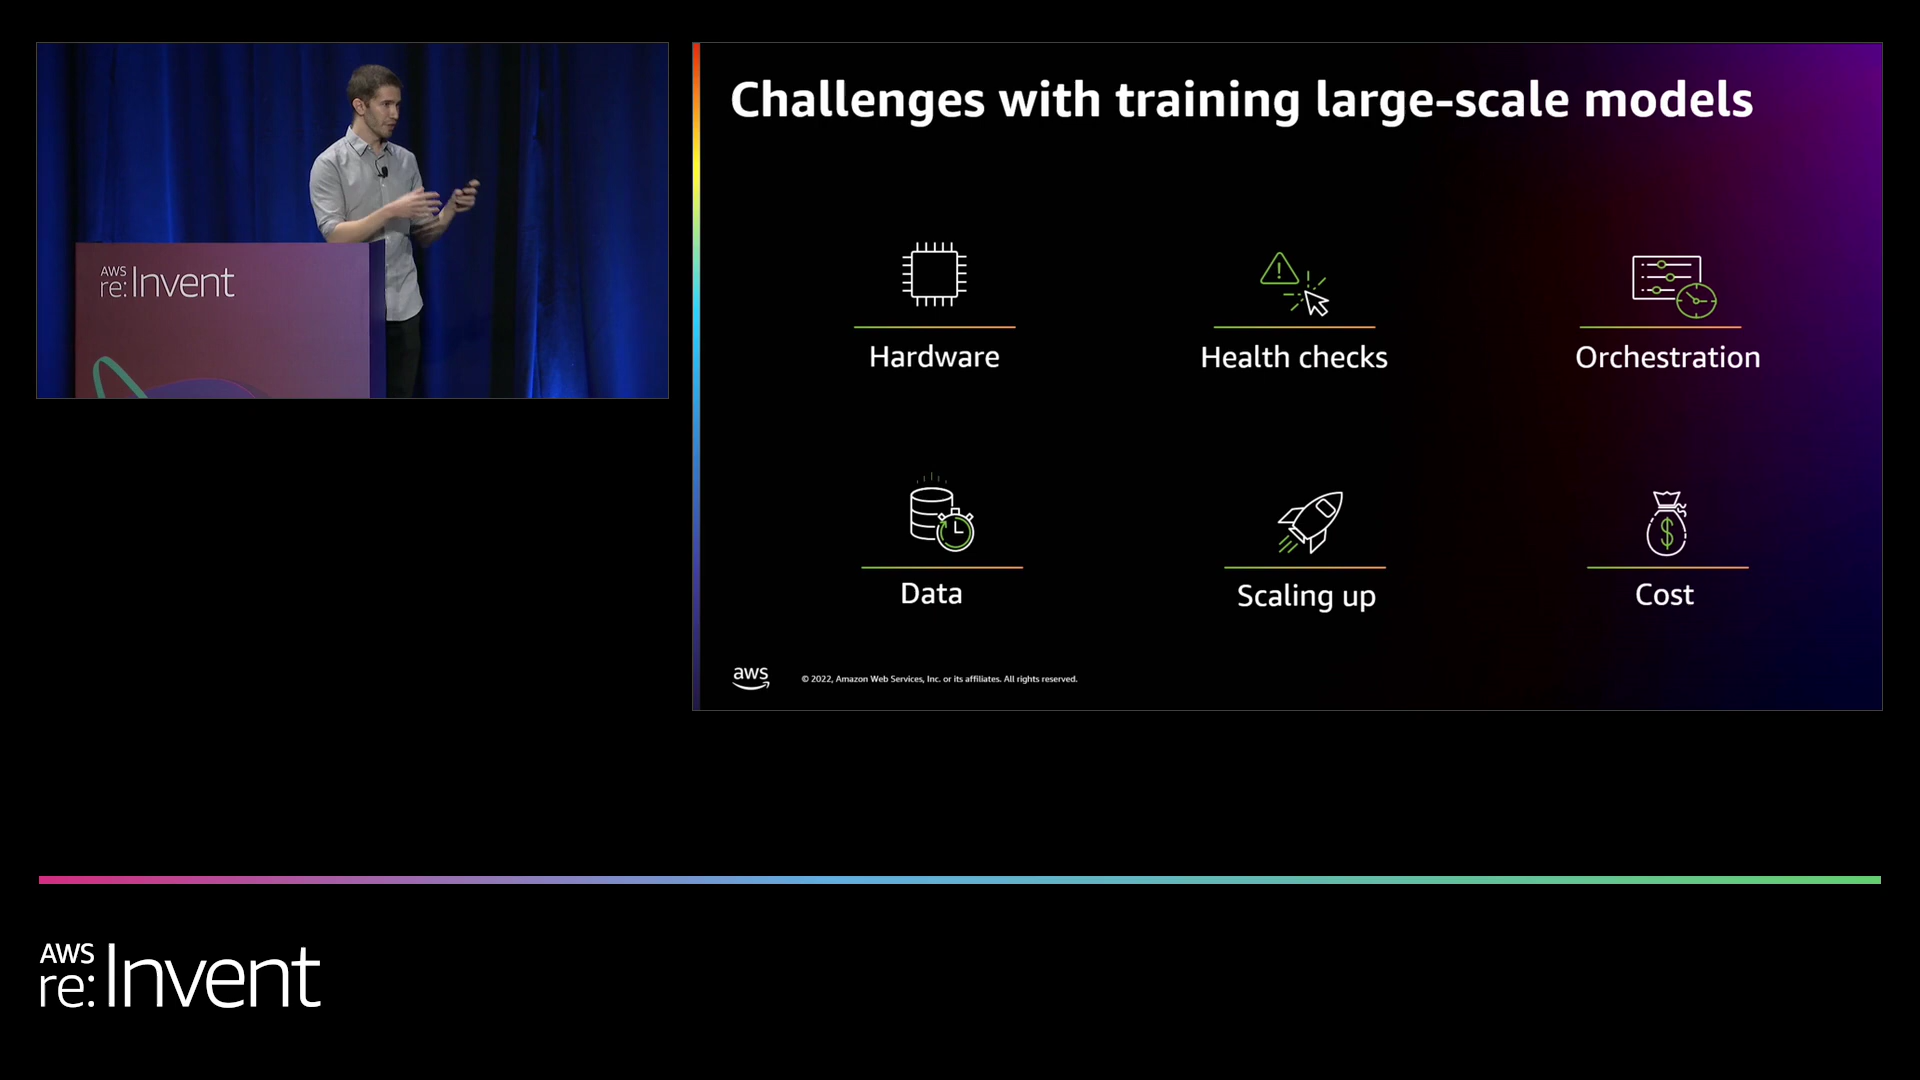 AWS
re:Invent
Challenges with training large-scale models
Hardware
Health checks
Orchestration
Data
Scaling up
Cost
aws
© 2022, Amazon Web Services, Inc. or its affiliates. All rights reserved.
AWS
re:Invent